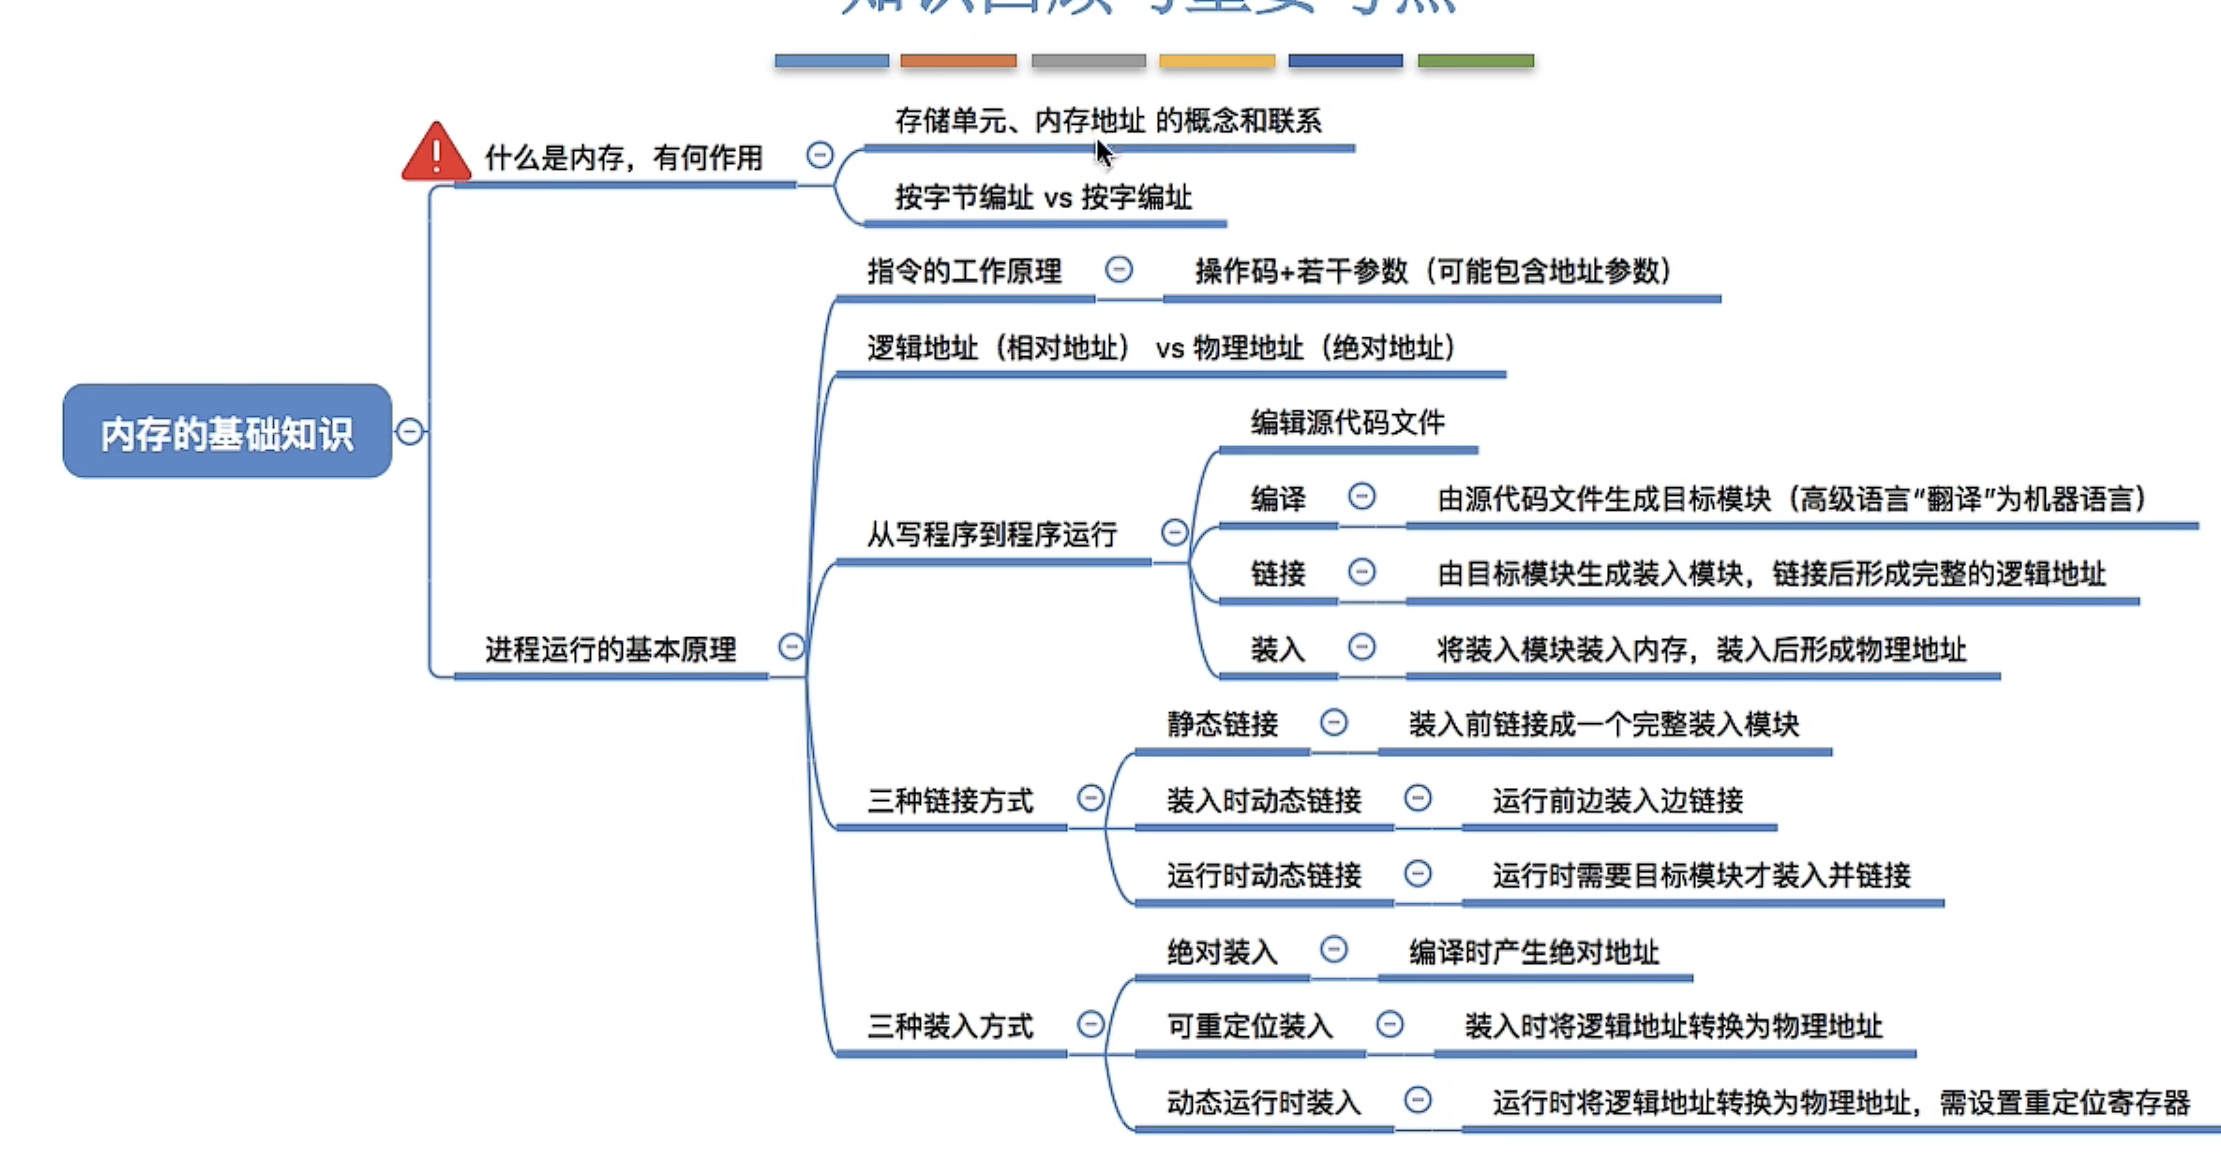 知识回顾与重要考点
什么是内存，有何作用
存储单元、内存地址 的概念和联系
按字节编址 vs 按字编址
内存的基础知识
进程运行的基本原理
指令的工作原理
操作码+若干参数（可能包含地址参数）
逻辑地址（相对地址） vs 物理地址（绝对地址）
从写程序到程序运行
编辑源代码文件
编译
由源代码文件生成目标模块（高级语言“翻译”为机器语言）
链接
由目标模块生成装入模块，链接后形成完整的逻辑地址
装入
将装入模块装入内存，装入后形成物理地址
三种链接方式
静态链接
装入前链接成一个完整装入模块
装入时动态链接
运行前边装入边链接
运行时动态链接
运行时需要目标模块才装入并链接
三种装入方式
绝对装入
编译时产生绝对地址
可重定位装入
装入时将逻辑地址转换为物理地址
动态运行时装入
运行时将逻辑地址转换为物理地址，需设置重定位寄存器